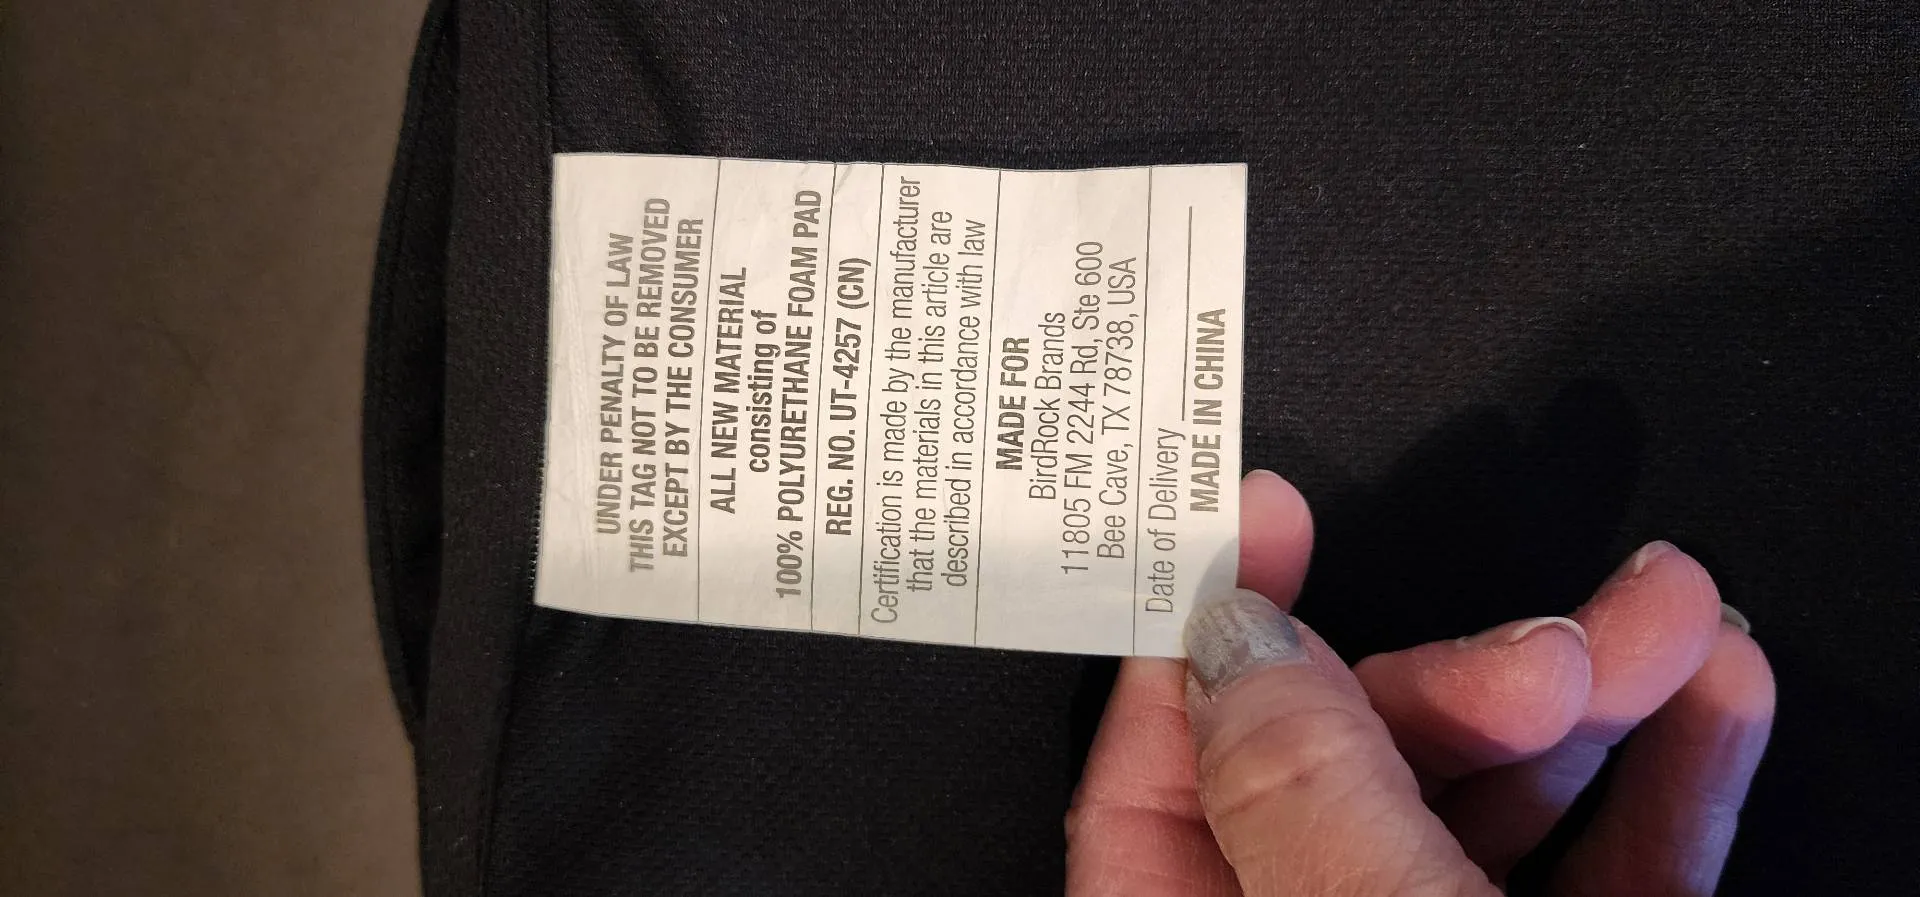 UNDER PENALTY OF LAW
THIS TAG NOT TO BE REMOVED
EXCEPT BY THE CONSUMER
ALL NEW MATERIAL
consisting of
100% POLYURETHANE FOAM PAD
REG. NO. UT-4257 (CN)
Certification is made by the manufacturer
that the materials in this article are
described in accordance with law
MADE FOR
BirdRock Brands
11805 FM 2244 Rd, Ste 600
Bee Cave, TX 78738, USA
Date of Delivery
MADE IN CHINA